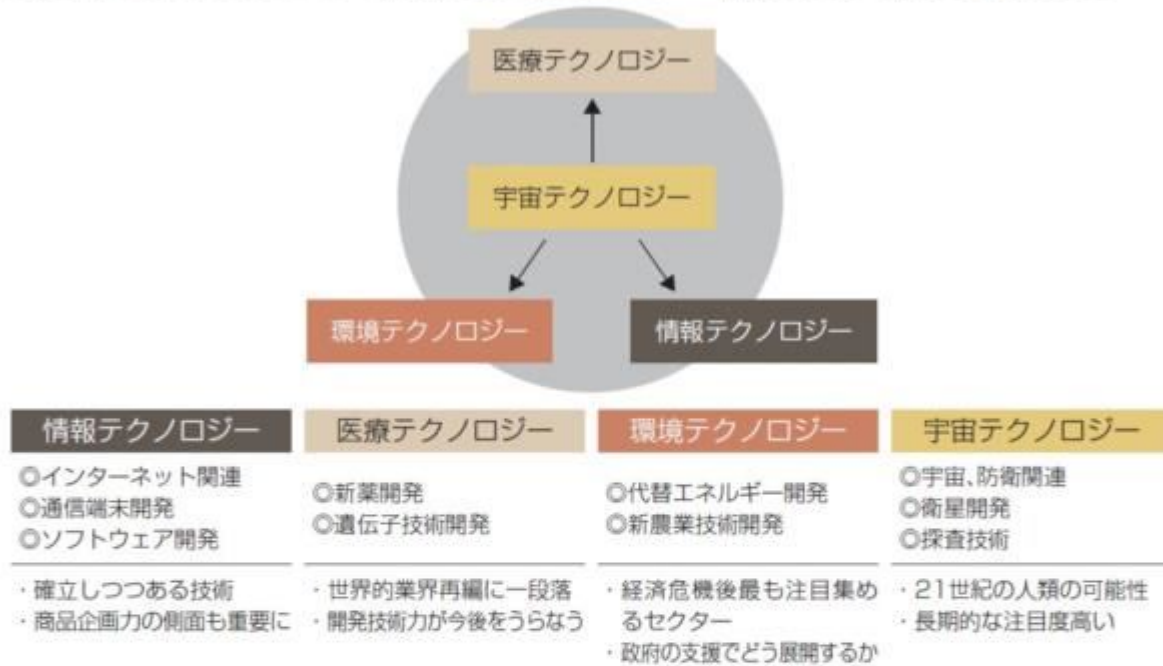 医療テクノロジー
宇宙テクノロジー
環境テクノロジー
情報テクノロジー
情報テクノロジー
◎インターネット関連
◎通信端末開発
◎ソフトウェア開発
・確立しつつある技術
・商品企画力の側面も重要に
医療テクノロジー
◎新薬開発
◎遺伝子技術開発
・世界的業界再編に一段落
・開発技術力が今後をうらなう
環境テクノロジー
◎代替エネルギー開発
◎新農業技術開発
・経済危機後最も注目集め
るセクター
・政府の支援でどう展開するか
宇宙テクノロジー
◎宇宙、防衛関連
◎衛星開発
◎探査技術
・21世紀の人類の可能性
・長期的な注目度高い